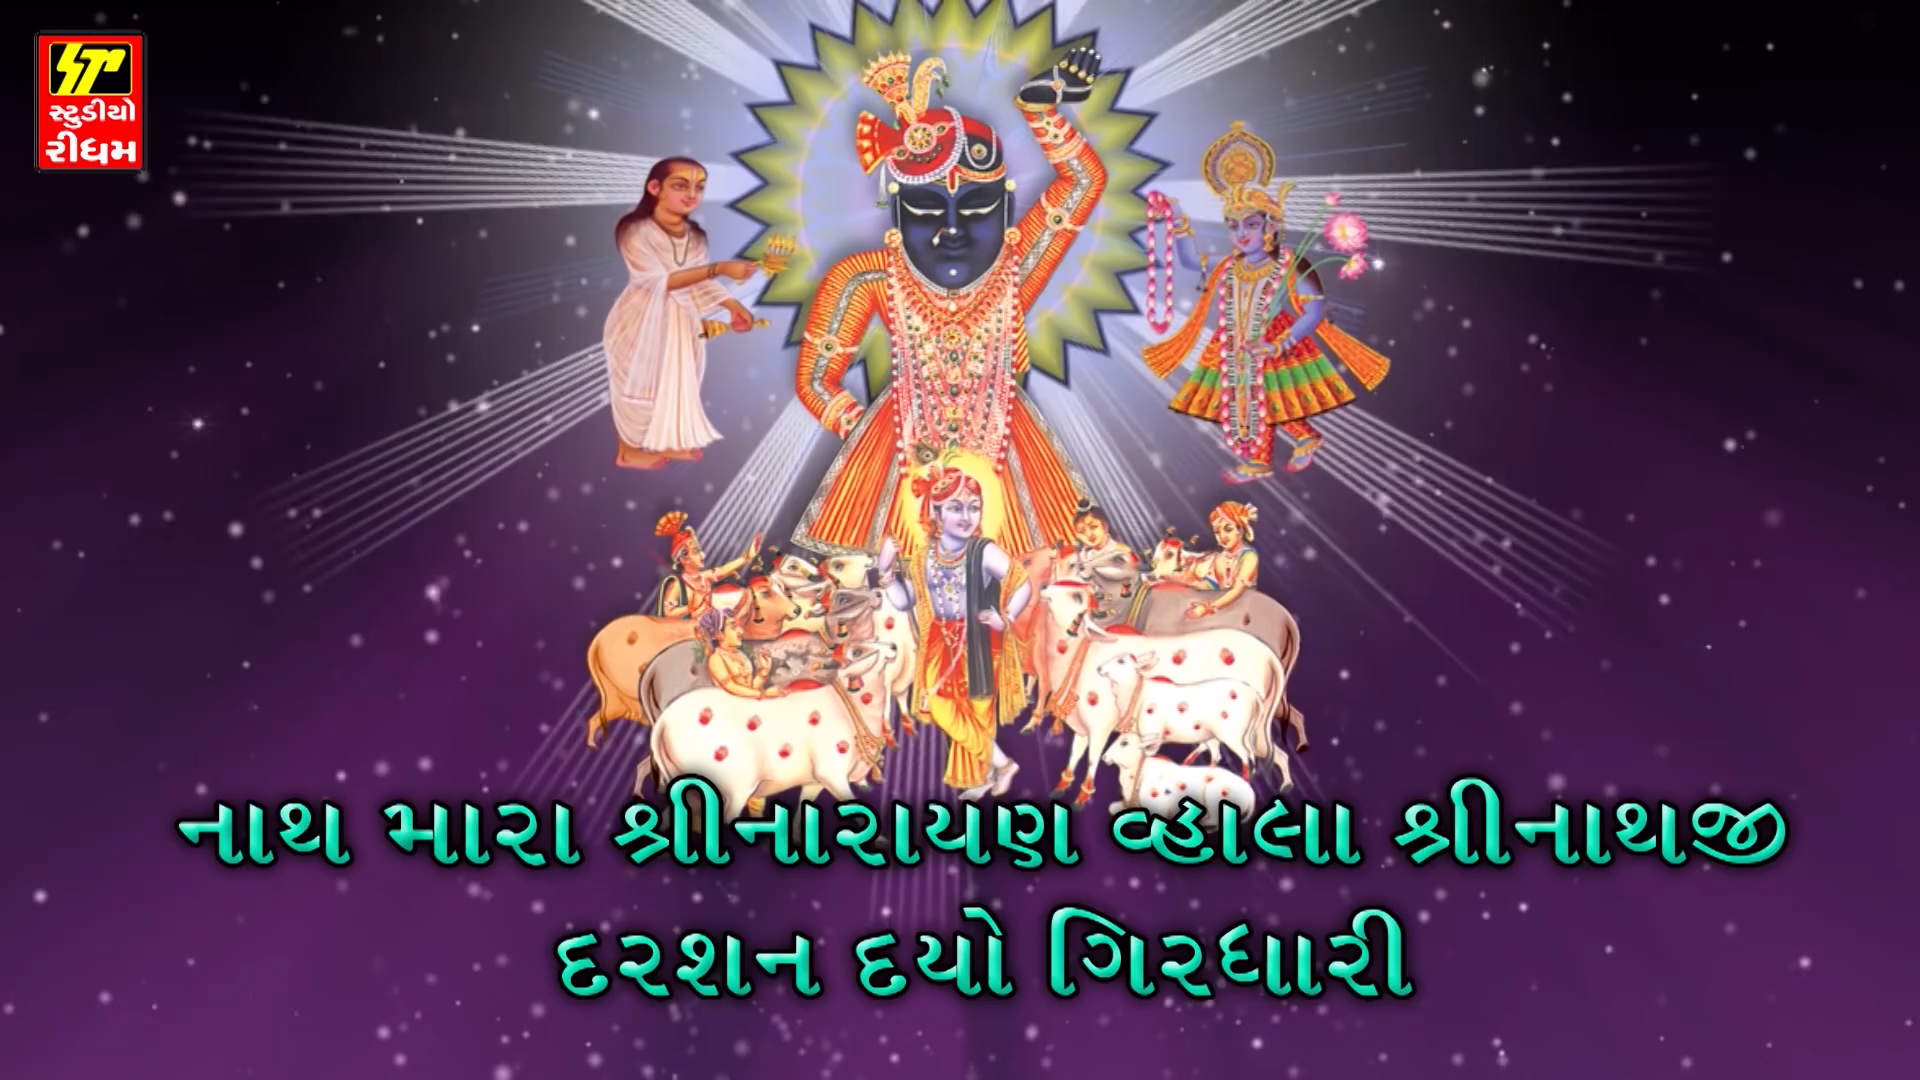 સ્ટુડીયો
રીધમ
નાથ મારા શ્રીનારાયણ વ્હાલા શ્રીનાથજી
દરશન દયો ગિરધારી